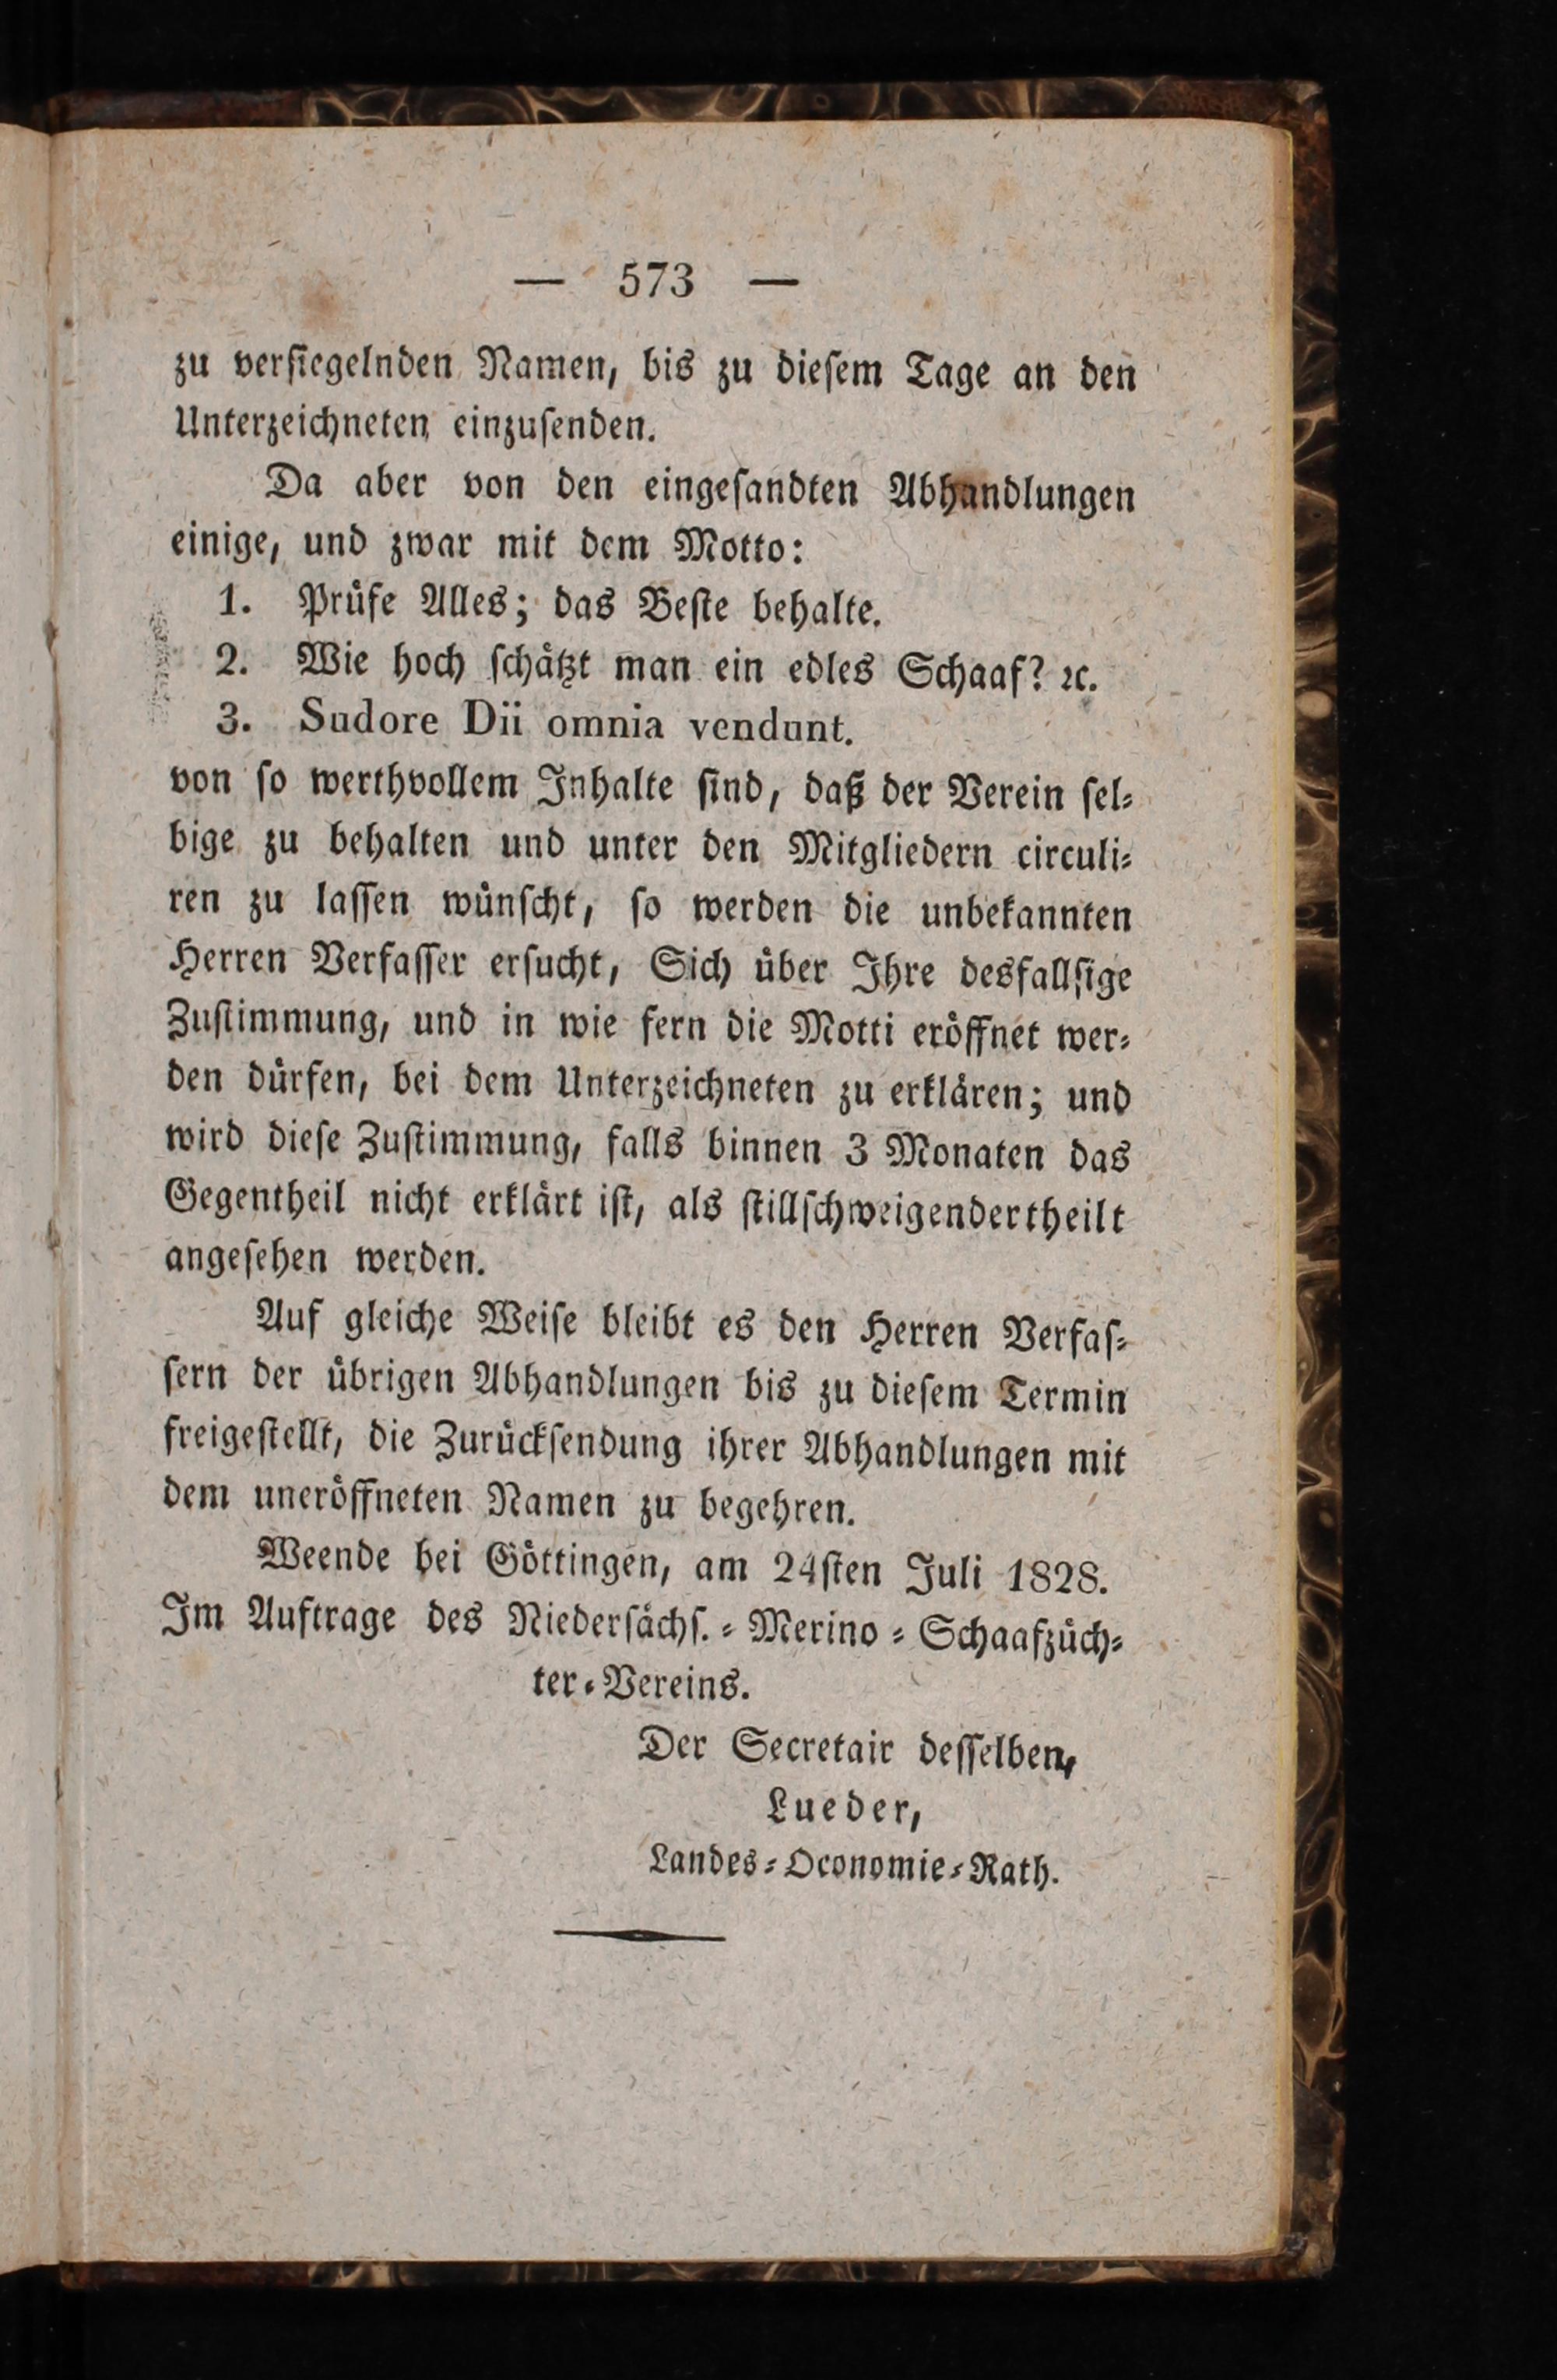 — 573 —
zu verſiegelnden Namen, bis zu dieſem Tage an den
Unterzeichneten einzuſenden.
Da aber von den eingeſandten Abhandlungen
einige, und zwar mit dem Motto:
1. Prüfe Alles; das Beſte behalte.
2. Wie hoch ſchätzt man ein edles Schaaf? ꝛc.
3. Sudore Dii omnia vendunt.
von ſo werthvollem Inhalte ſind, daß der Verein ſel⸗
bige zu behalten und unter den Mitgliedern circuli⸗
ren zu laſſen wünſcht, ſo werden die unbekannten
Herren Verfaſſer erſucht, Sich über Ihre desfallſige
Zuſtimmung, und in wie fern die Motti eröffnet wer⸗
den dürfen, bei dem Unterzeichneten zu erklären; und
wird dieſe Zuſtimmung, falls binnen 3 Monaten das
Gegentheil nicht erklärt iſt, als ſtillſchweigendertheilt
angeſehen werden.
Auf gleiche Weiſe bleibt es den Herren Verfaſ⸗
ſern der übrigen Abhandlungen bis zu dieſem Termin
freigeſtellt, die Zurückſendung ihrer Abhandlungen mit
dem uneröffneten Namen zu begehren.
Weende bei Göttingen, am 24ſten Juli 1828.
Im Auftrage des Niederſächſ.⸗Merino⸗Schaafzüch⸗
ter⸗Vereins.
Der Secretair deſſelben,
Lueder,
Landes⸗Oconomie⸗Rath.